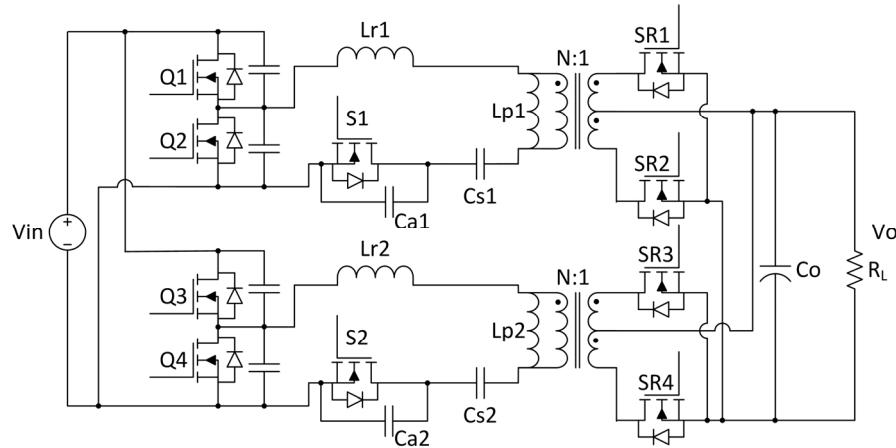 Lr1
N:1
SR1
Q1
Lp1
S1
Q2
SR2
Cs1
Ca1
Vin
+
−
Vo
Lr2
N:1
SR3
Co
RL
Q3
Lp2
S2
Q4
SR4
Cs2
Ca2